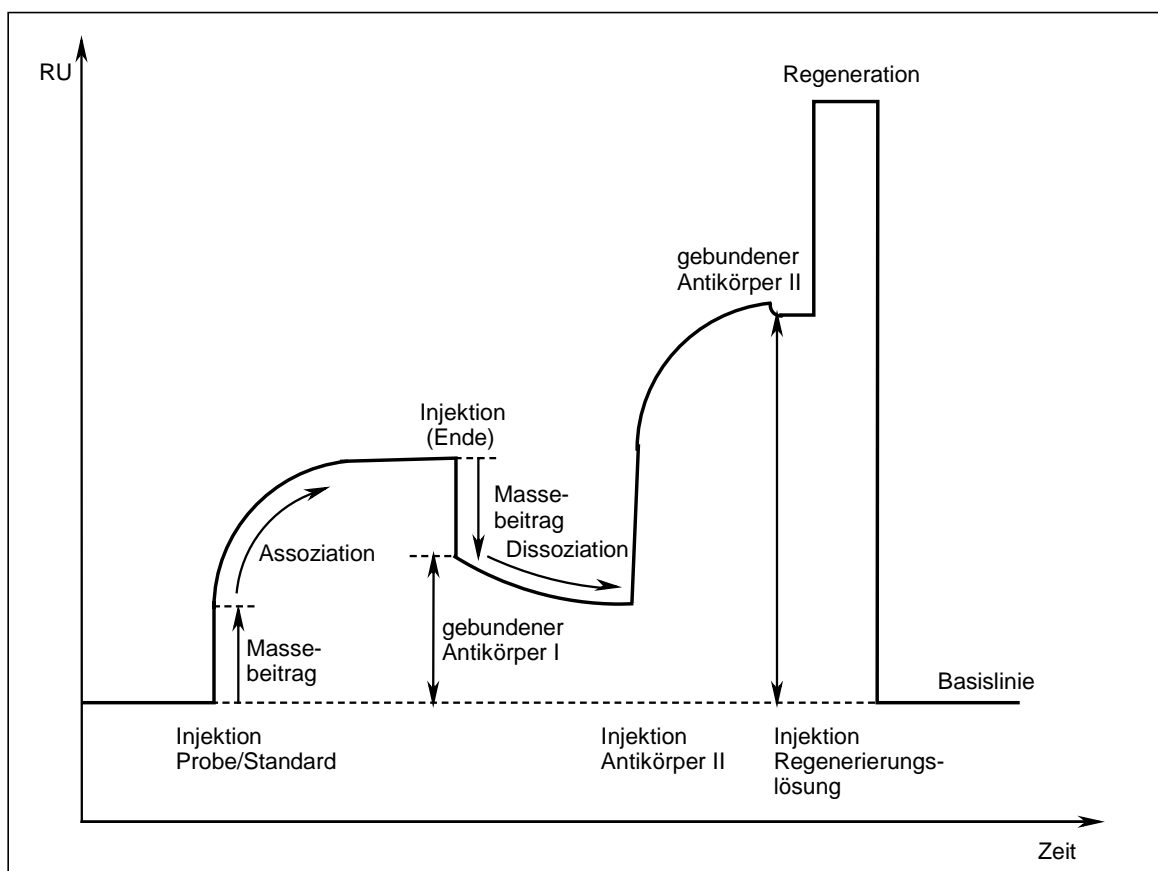 RU
Regeneration
gebundener
Antikörper II
Injektion
(Ende)
Masse-
beitrag
Dissoziation
Assoziation
gebundener
Antikörper I
Masse-
beitrag
Basislinie
Injektion
Probe/Standard
Injektion
Antikörper II
Injektion
Regenerierungs-
lösung
Zeit